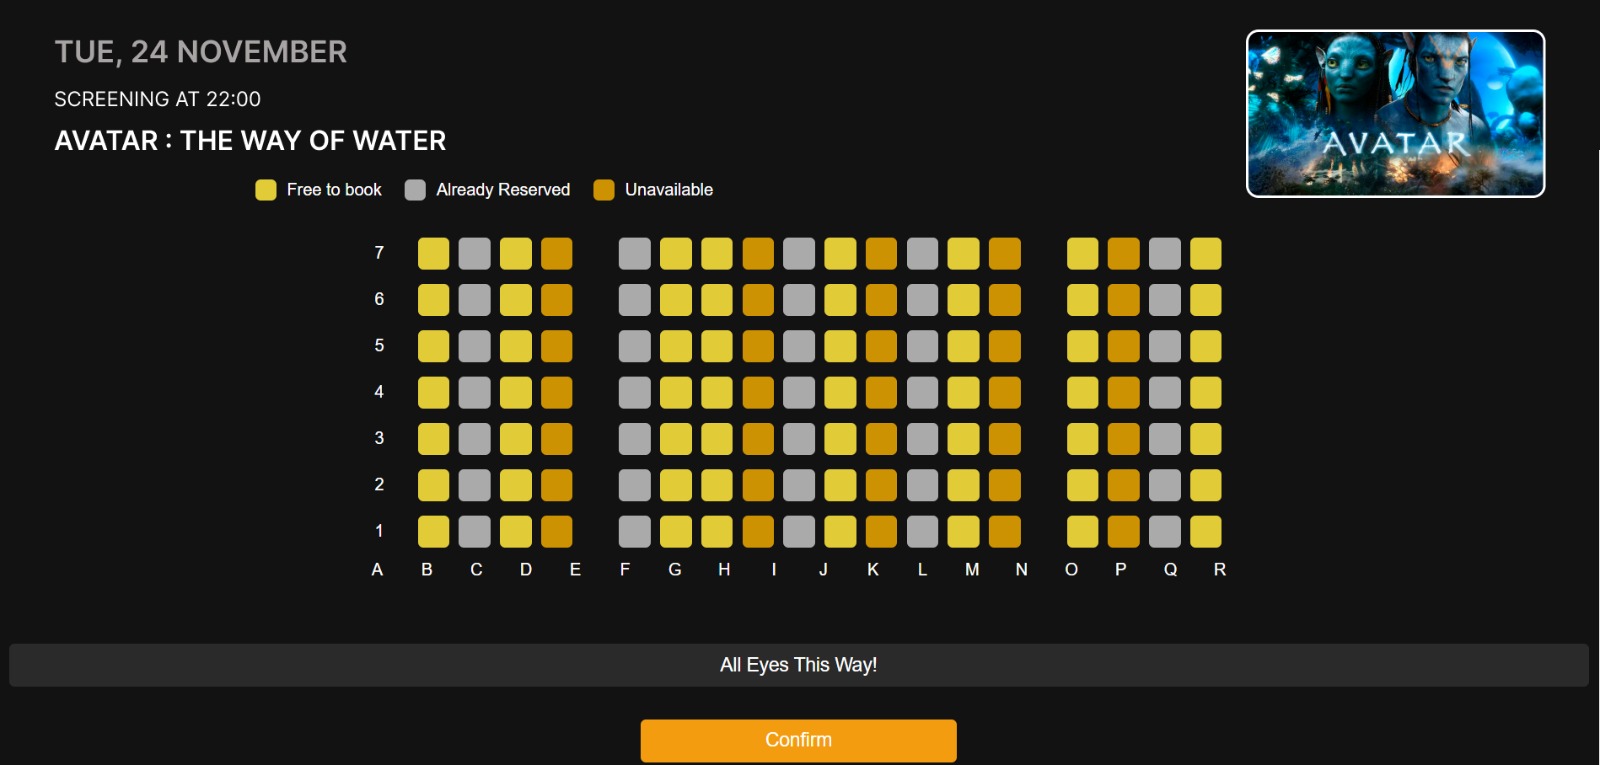 TUE, 24 NOVEMBER
SCREENING AT 22:00
AVATAR : THE WAY OF WATER
AVATAR
Free to book Already Reserved Unavailable
7
6
5
4
3
2
1
A B C D E F G H I J K L M N O P Q R
All Eyes This Way!
Confirm